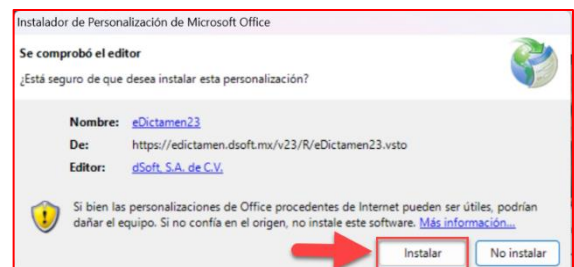 Instalador de Personalización de Microsoft Office
Se comprobó el editor
¿Está seguro de que desea instalar esta personalización?
Nombre: eDictamen23
De: https://edictamen.dsoft.mx/v23/R/eDictamen23.vsto
Editor: dSoft, S.A. de C.V.
Si bien las personalizaciones de Office procedentes de Internet pueden ser útiles, podrían
dañar el equipo. Si no confía en el origen, no instale este software. Más información...
Instalar No instalar